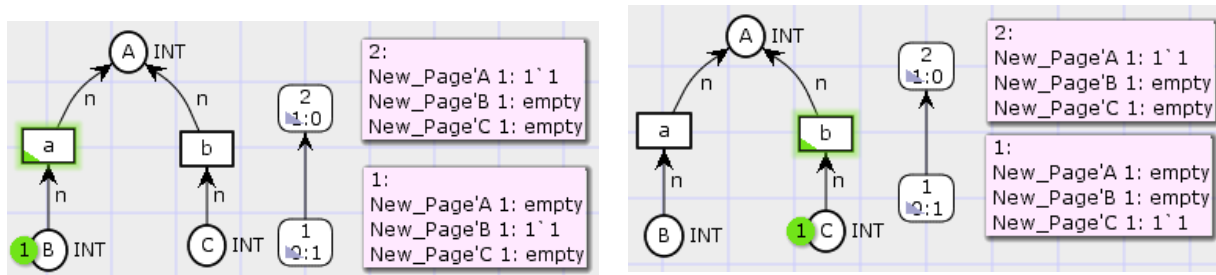 A INT
n n
a b
n n
1 B INT
C INT
2
1:0
1
0:1
2:
New_Page'A 1: 1`1
New_Page'B 1: empty
New_Page'C 1: empty
1:
New_Page'A 1: empty
New_Page'B 1: 1`1
New_Page'C 1: empty
A INT
n n
a b
n n
B INT
1 C INT
2
1:0
1
0:1
2:
New_Page'A 1: 1`1
New_Page'B 1: empty
New_Page'C 1: empty
1:
New_Page'A 1: empty
New_Page'B 1: empty
New_Page'C 1: 1`1